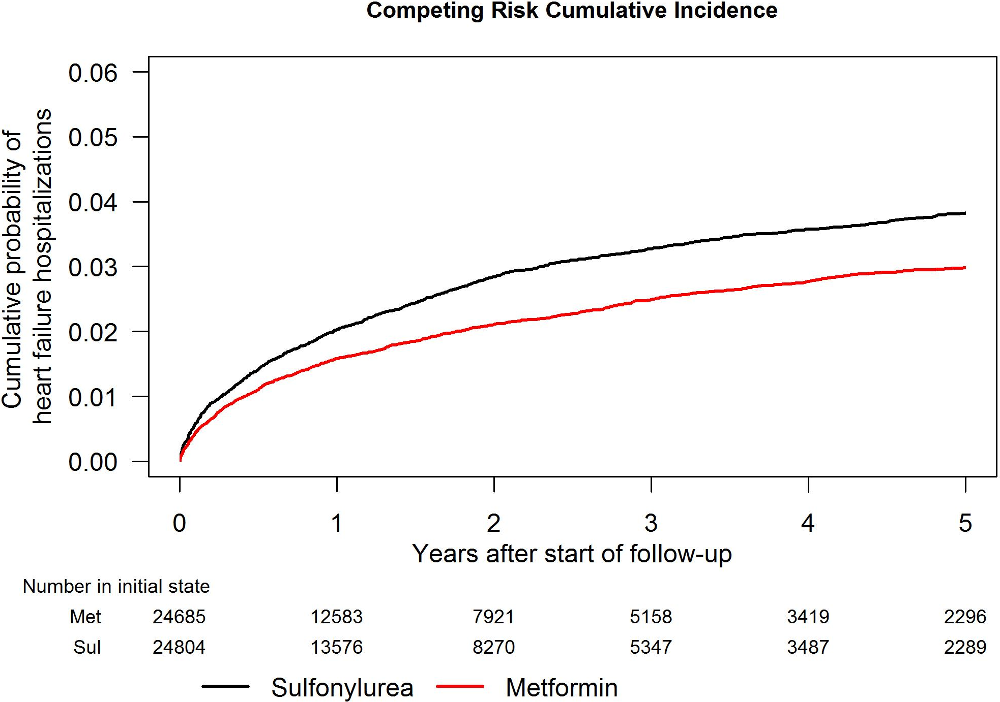 Competing Risk Cumulative Incidence
Cumulative probability of
heart failure hospitalizations
0.06
0.05
0.04
0.03
0.02
0.01
0.00
0 1 2 3 4 5
Years after start of follow-up
Number in initial state
Met 24685 12583 7921 5158 3419 2296
Sul 24804 13576 8270 5347 3487 2289
Sulfonylurea Metformin